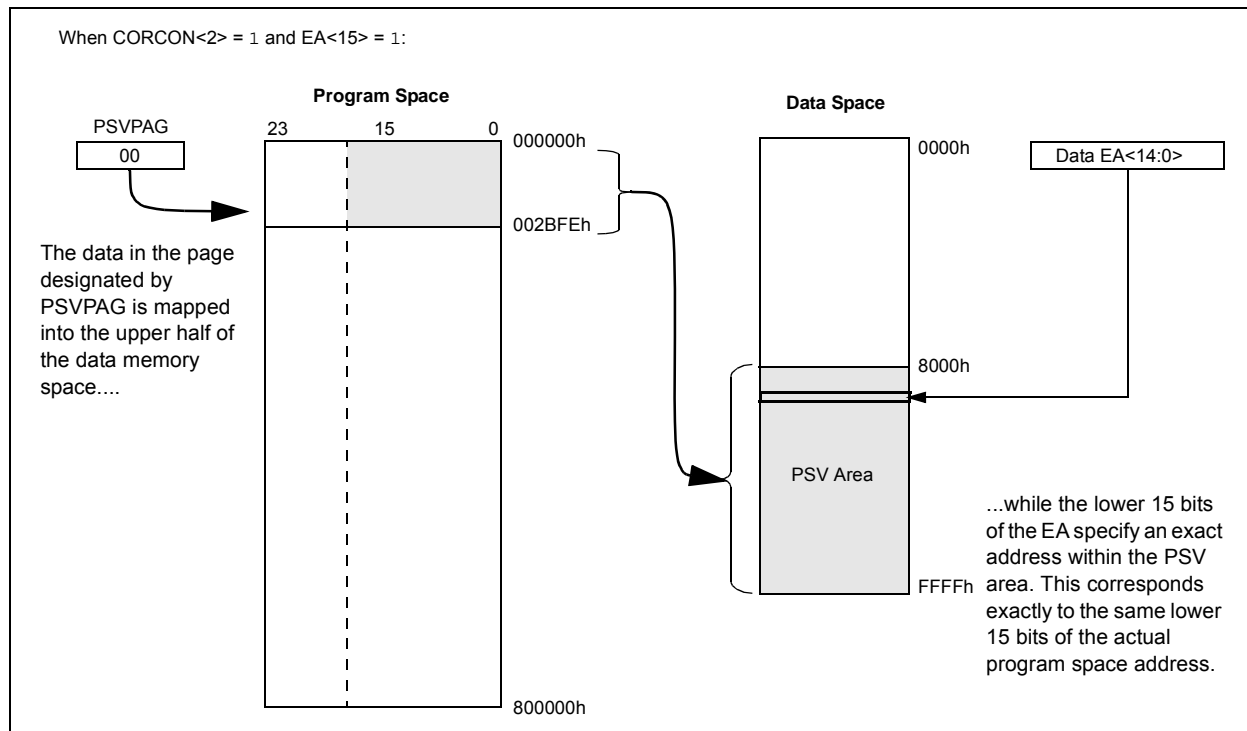 When CORCON<2> = 1 and EA<15> = 1:
Program Space
Data Space
PSVPAG
23 15 0
000000h
0000h
00
Data EA<14:0>
002BFEh
The data in the page
designated by
PSVPAG is mapped
into the upper half of
the data memory
space....
8000h
PSV Area
...while the lower 15 bits
of the EA specify an exact
address within the PSV
area. This corresponds
exactly to the same lower
15 bits of the actual
program space address.
FFFFh
800000h